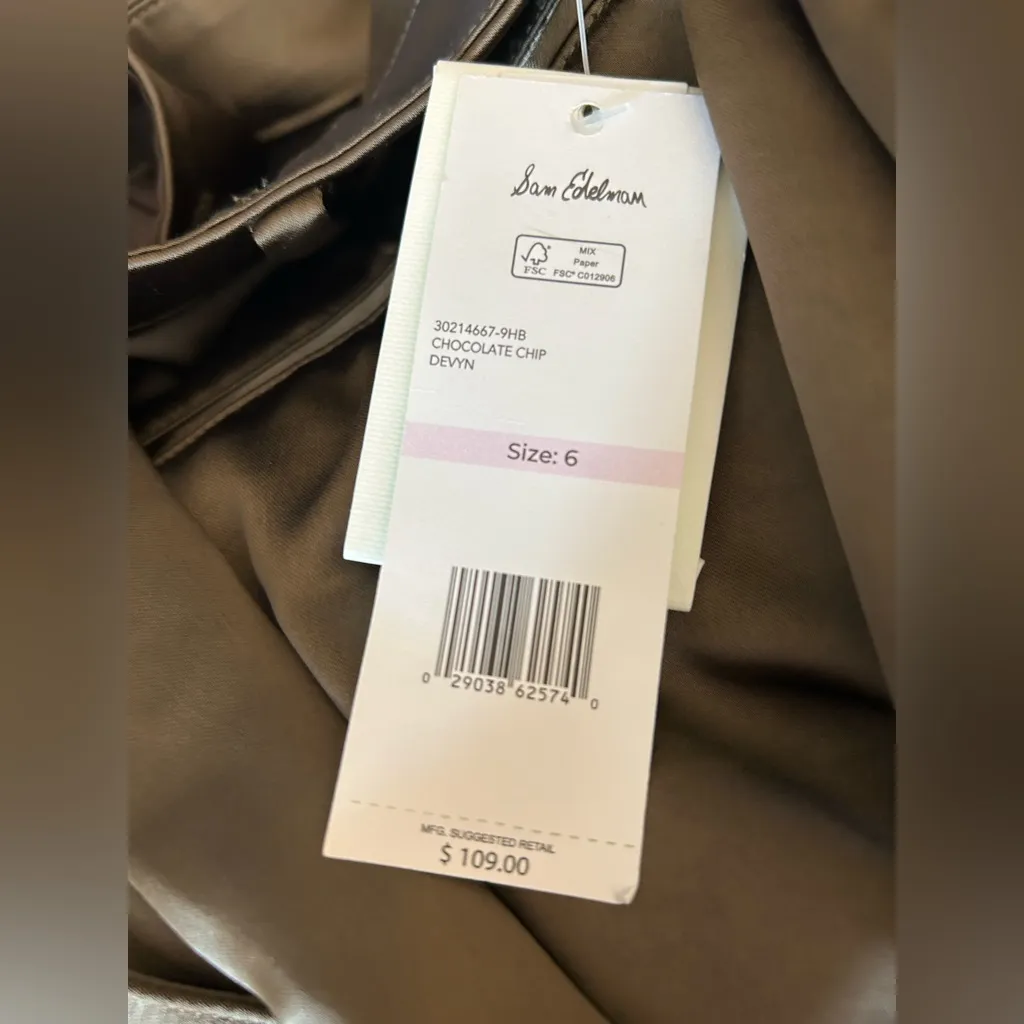 Sam Edelman
MIX
Paper
FSC FSC® C012906
30214667-9HB
CHOCOLATE CHIP
DEVYN
Size: 6
0 29038 62574 0
MFG. SUGGESTED RETAIL
$ 109.00